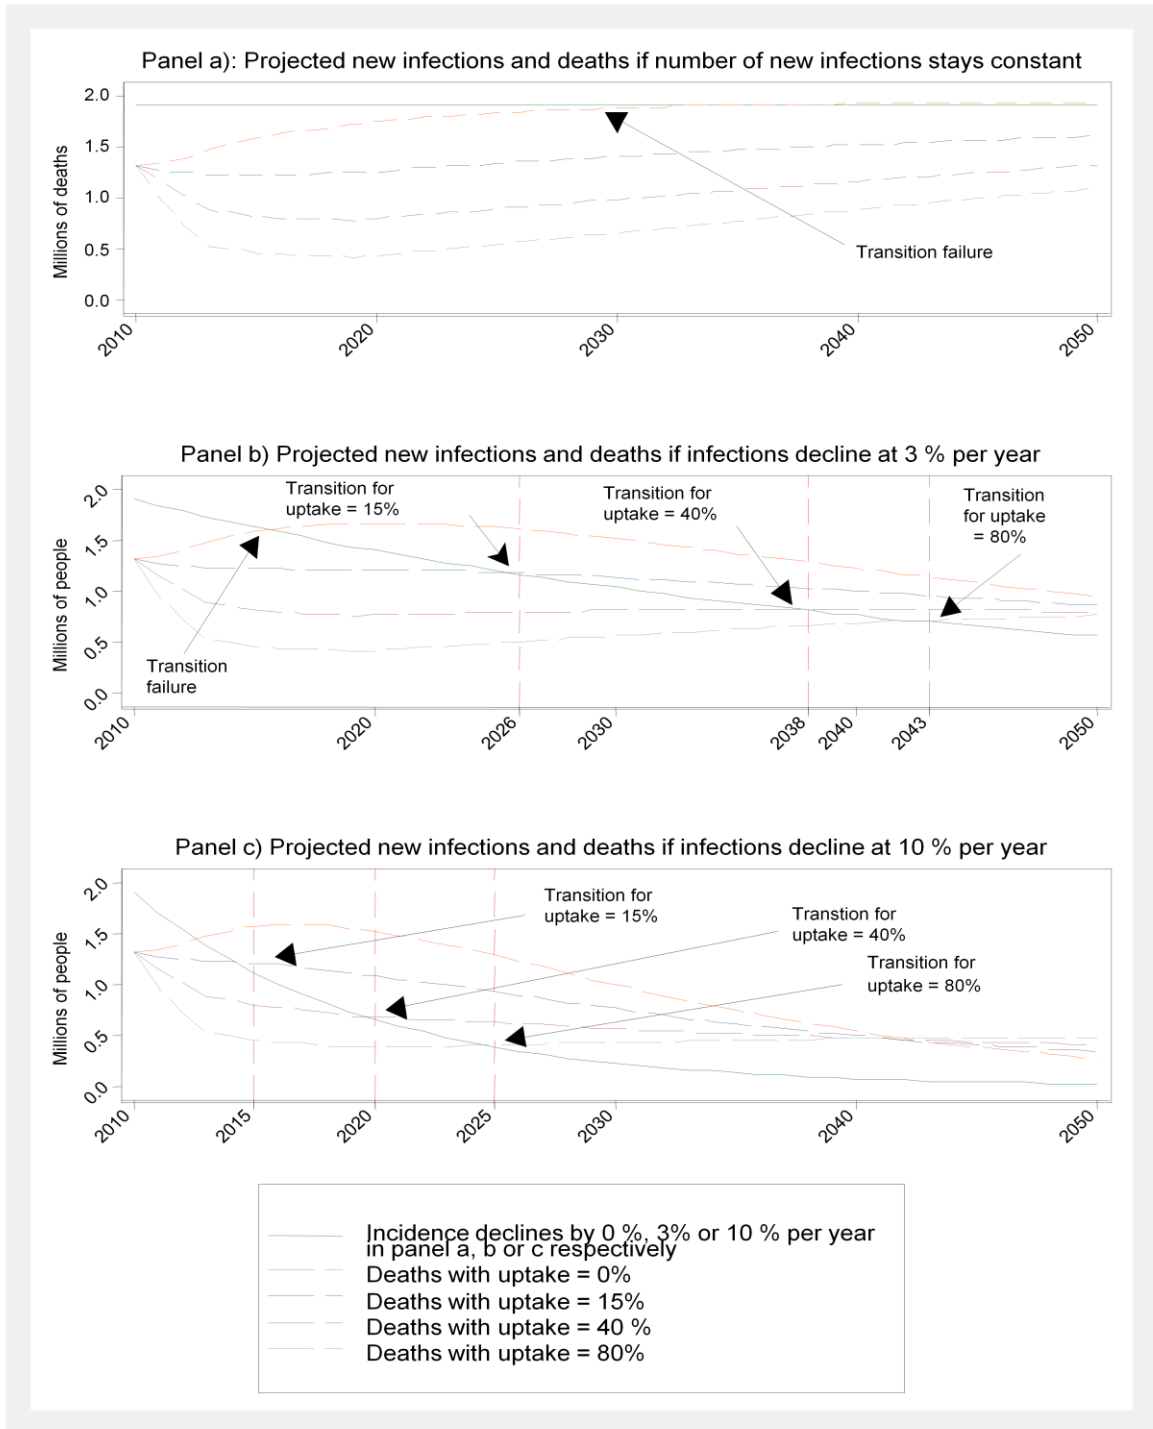 Panel a): Projected new infections and deaths if number of new infections stays constant
Millions of deaths
2.0
1.5
1.0
0.5
0.0
Transition failure
2010
2020
2030
2040
2050
Panel b) Projected new infections and deaths if infections decline at 3 % per year
Millions of people
2.0
1.5
1.0
0.5
0.0
Transition for
uptake = 15%
Transition for
uptake = 40%
Transition
for uptake
= 80%
Transition
failure
2010
2020
2026
2030
2038
2040
2043
2050
Panel c) Projected new infections and deaths if infections decline at 10 % per year
Millions of people
2.0
1.5
1.0
0.5
0.0
Transition for
uptake = 15%
Transtion for
uptake = 40%
Transition for
uptake = 80%
2010
2015
2020
2025
2030
2040
2050
Incidence declines by 0 %, 3% or 10 % per year
in panel a, b or c respectively
Deaths with uptake = 0%
Deaths with uptake = 15%
Deaths with uptake = 40 %
Deaths with uptake = 80%